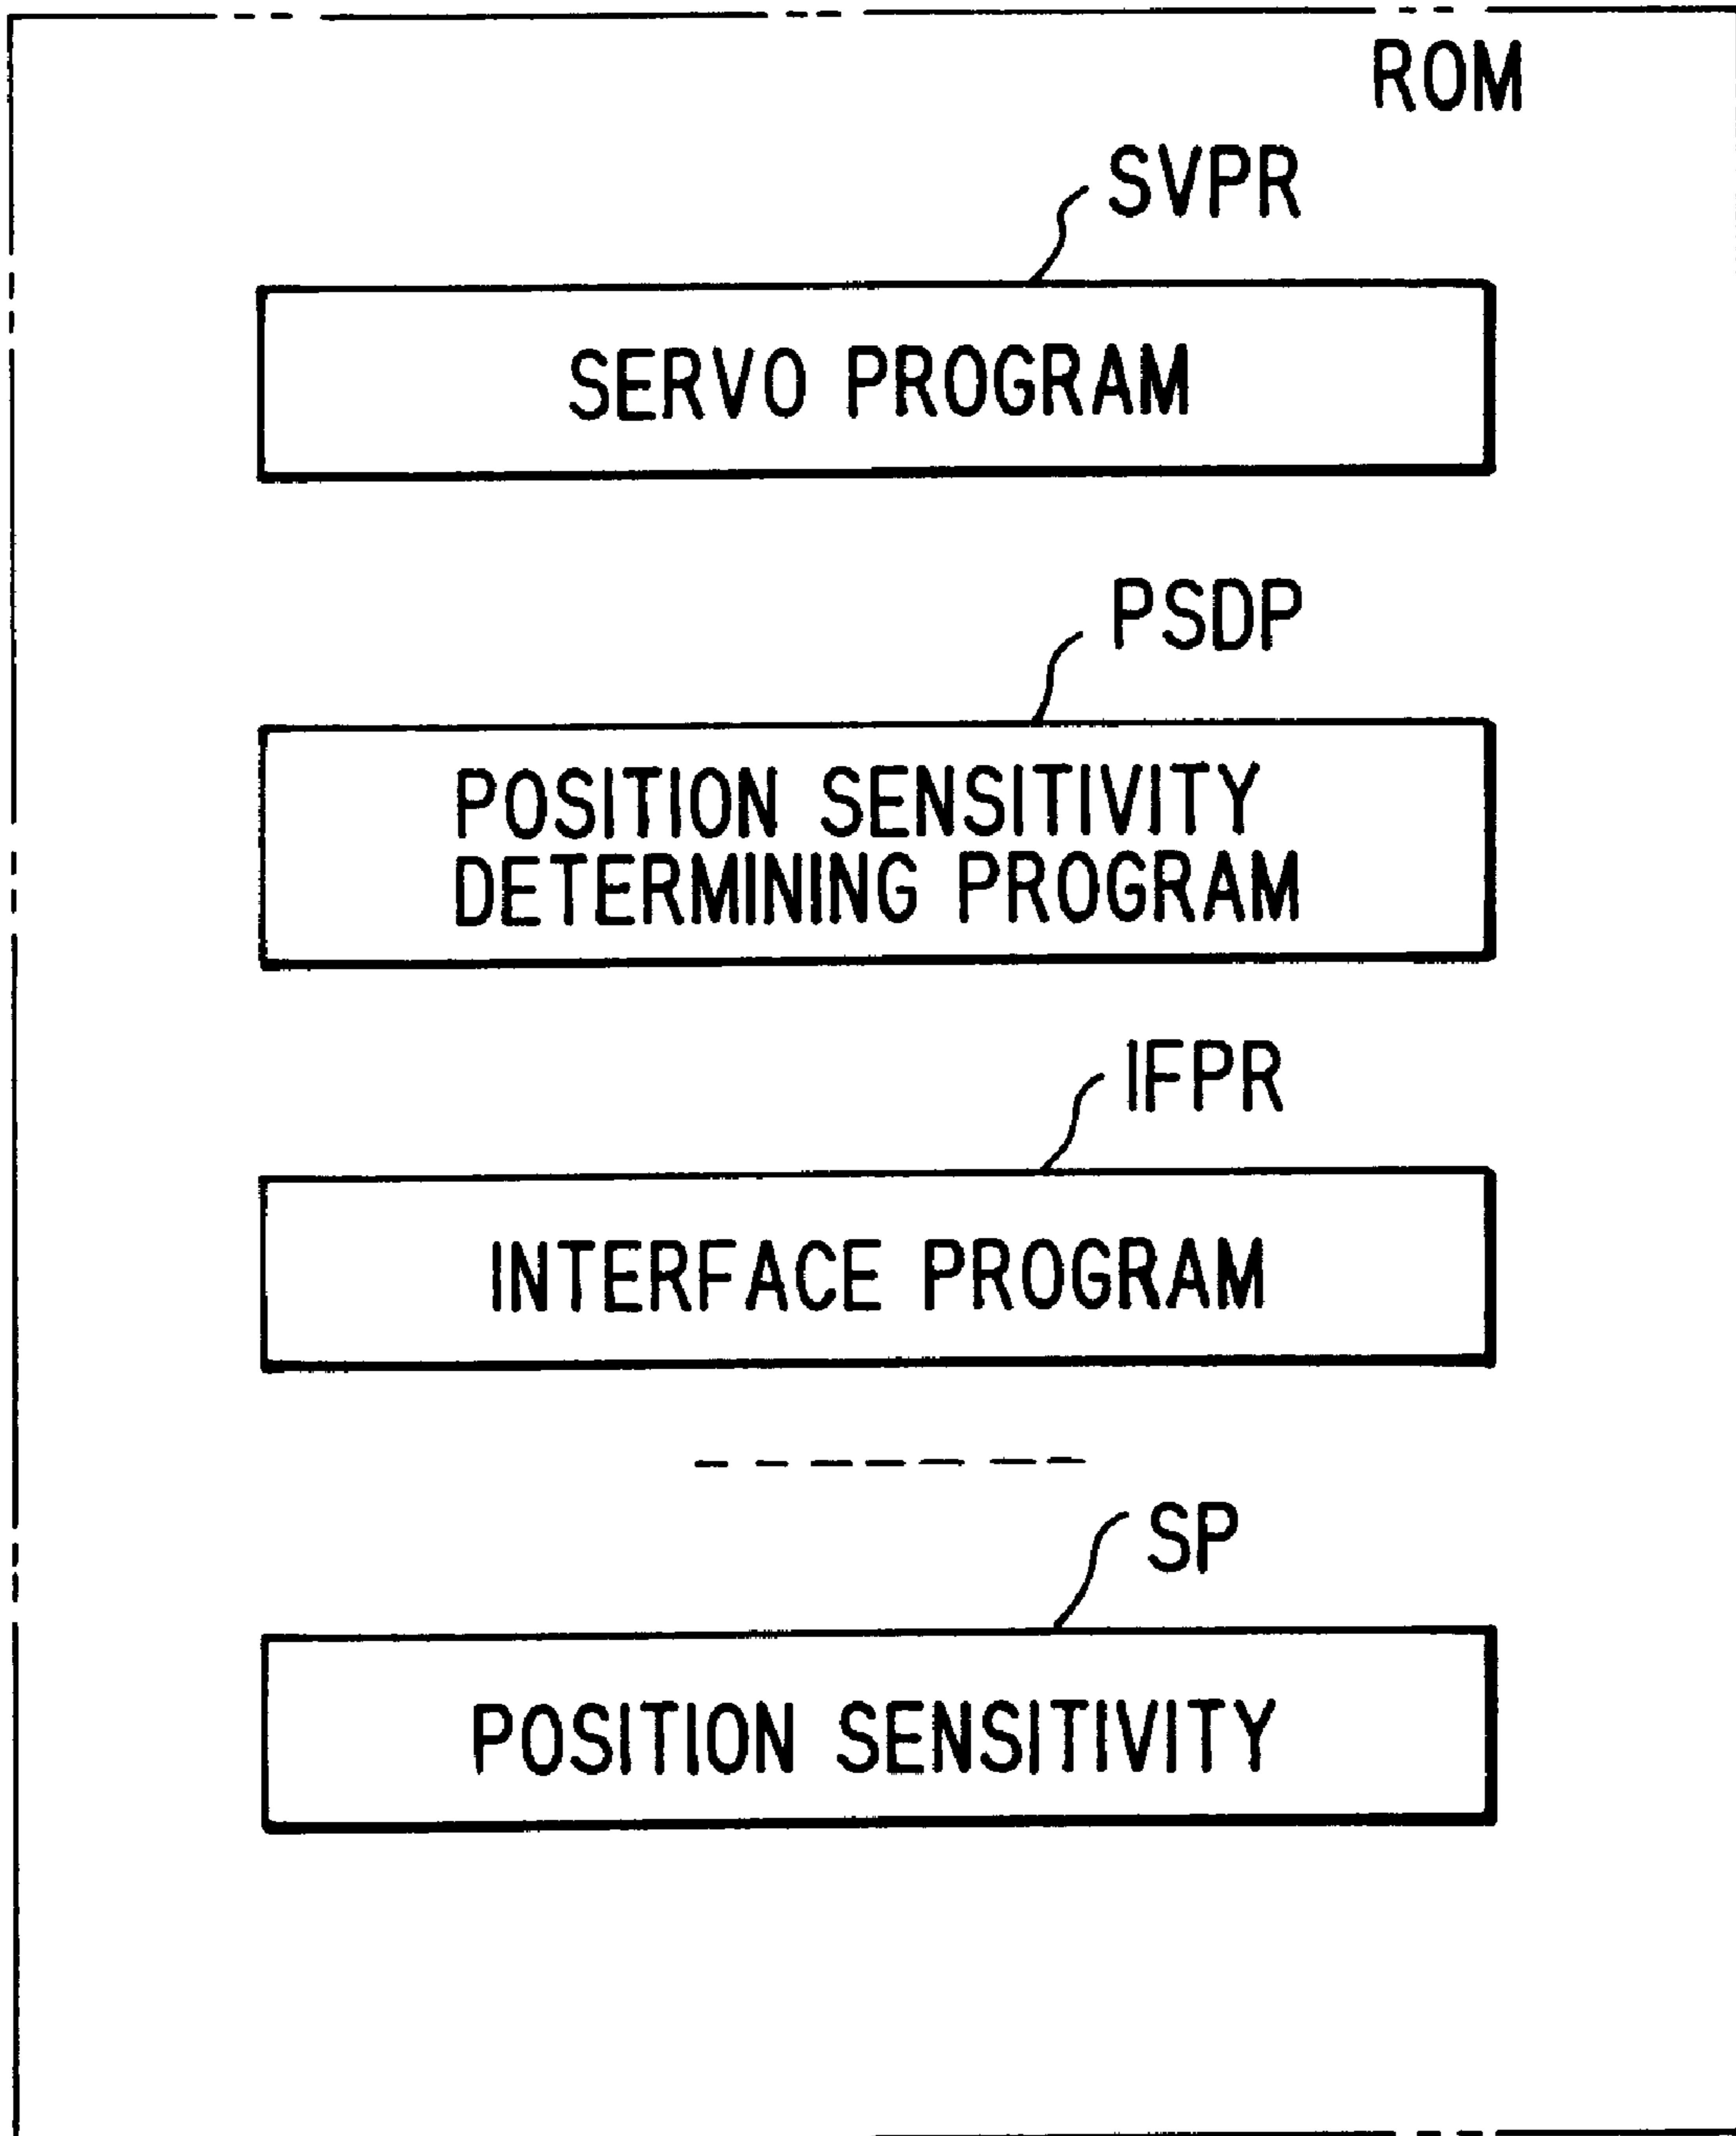 ROM
SVPR
SERVO PROGRAM
PSDP
POSITION SENSITIVITY
DETERMINING PROGRAM
IFPR
INTERFACE PROGRAM
SP
POSITION SENSITIVITY